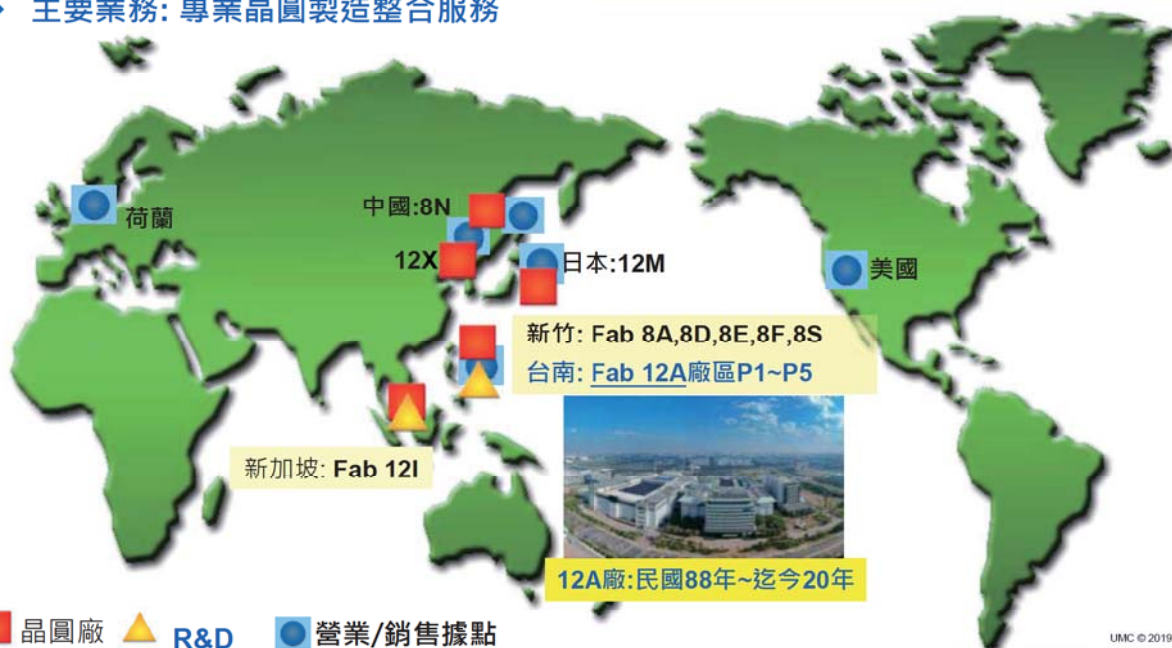 主要業務: 專業晶圓製造整合服務
荷蘭
中國:8N
12X
日本:12M
美國
新竹: Fab 8A,8D,8E,8F,8S
台南: Fab 12A廠區P1~P5
新加坡: Fab 12I
12A廠:民國88年~迄今20年
晶圓廠
R&D
營業/銷售據點
UMC © 2019